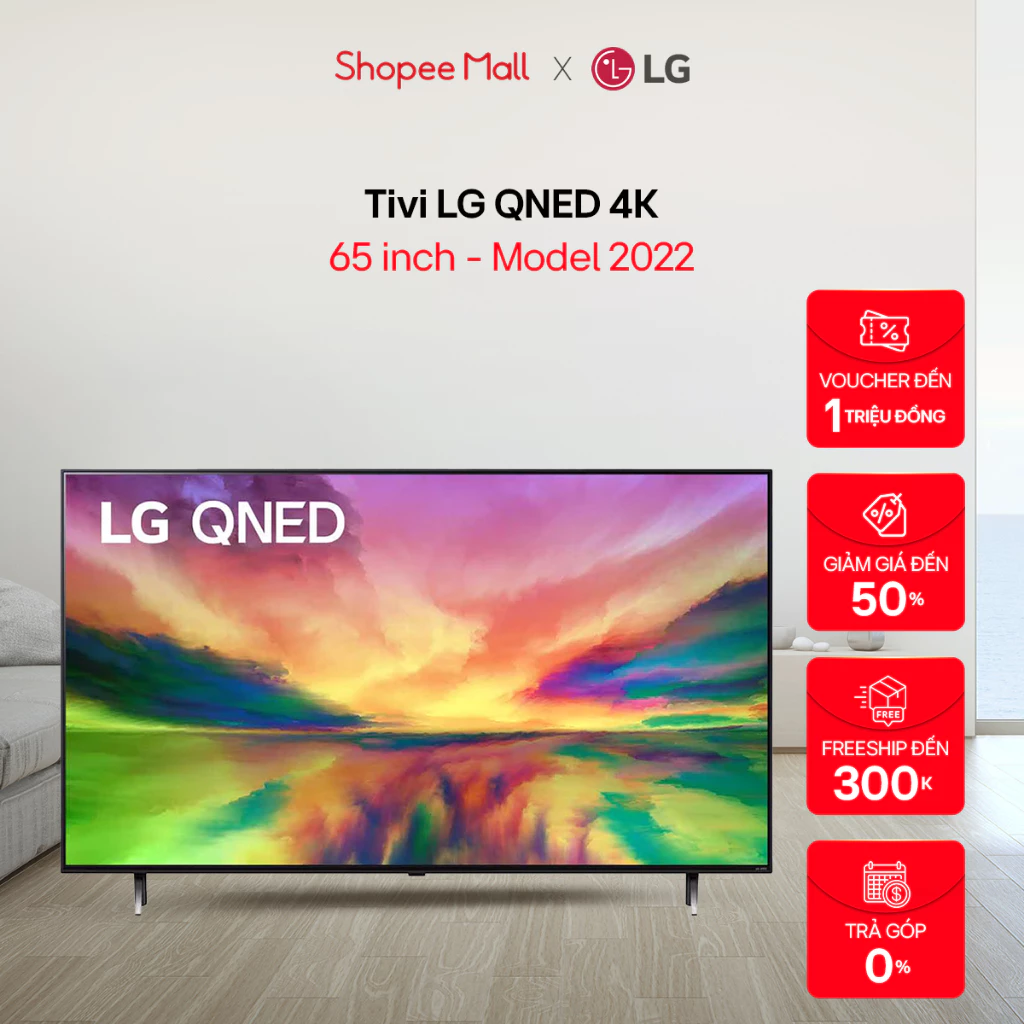 Shopee Mall X LG
Tivi LG QNED 4K
65 inch - Model 2022
LG QNED
VOUCHER ĐẾN
1 TRIỆU ĐỒNG
GIẢM GIÁ ĐẾN
50%
FREE
FREESHIP ĐẾN
300K
TRẢ GÓP
0%